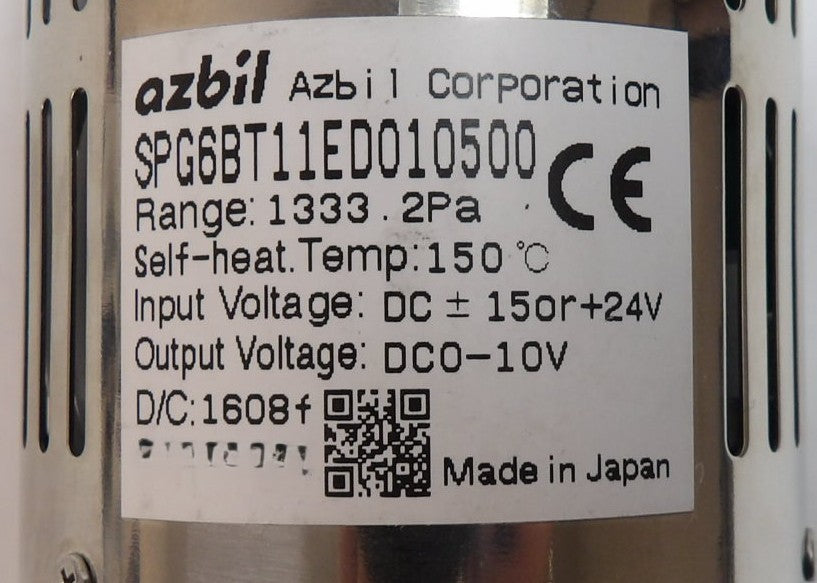 azbil Azbil Corporation
SPG6BT11ED010500
CE
Range: 1333.2Pa
Self-heat.Temp:150℃
Input Voltage: DC ± 15or+24V
Output Voltage: DC0-10V
D/C:1608f
Made in Japan